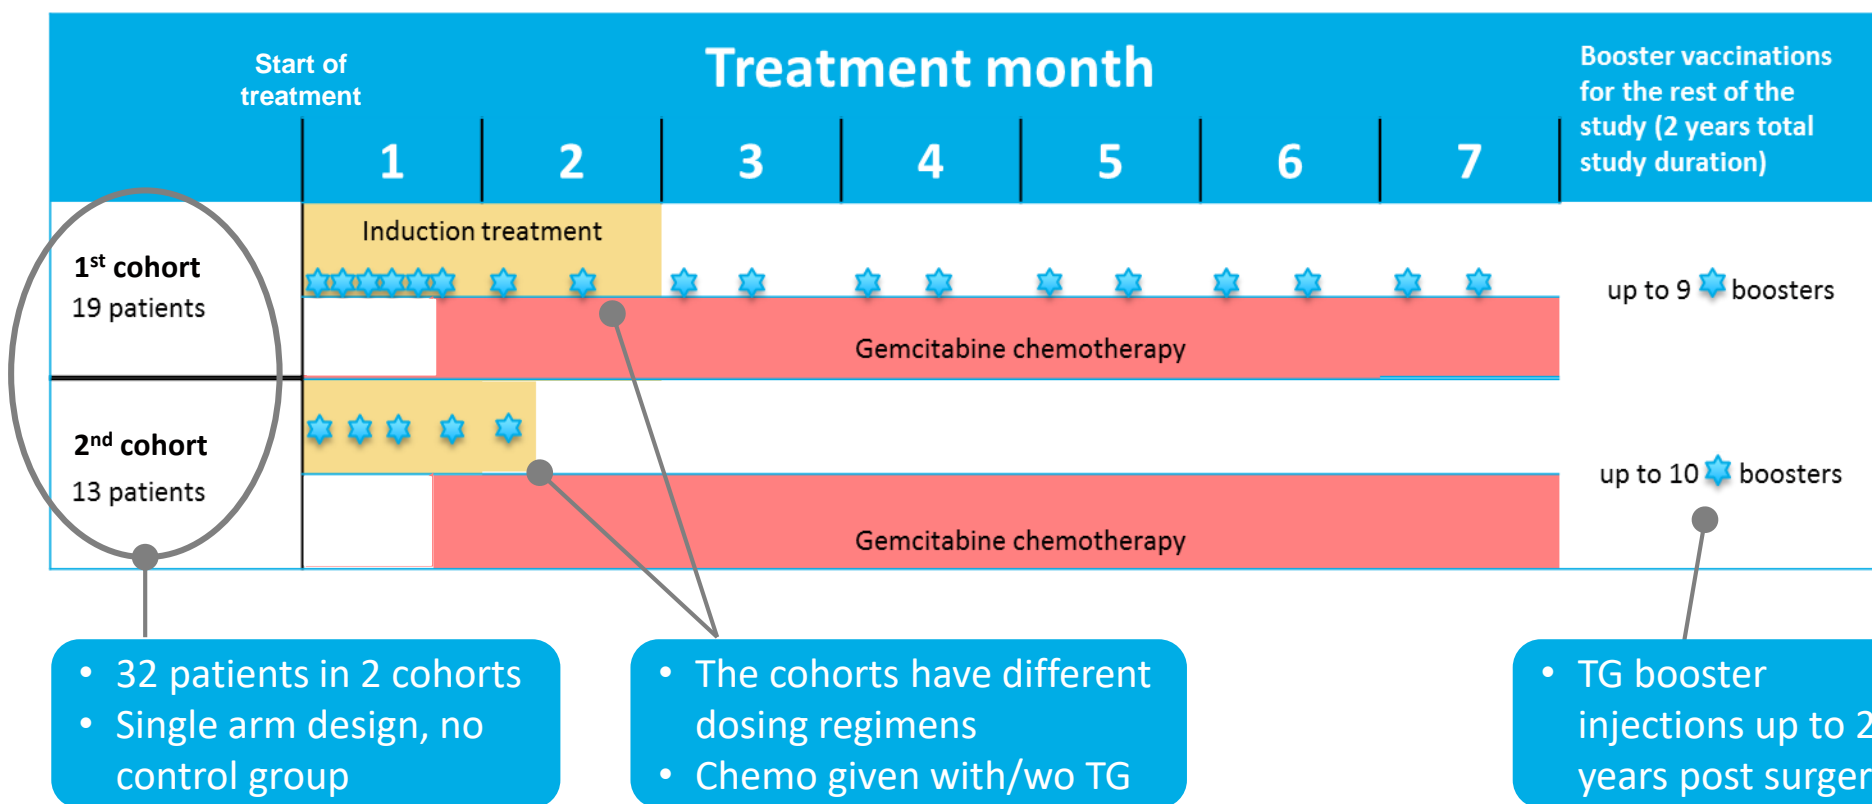 Start of
treatment
Treatment month
Booster vaccinations
for the rest of the
study (2 years total
study duration)
1 2 3 4 5 6 7
Induction treatment
1st cohort
19 patients
up to 9 boosters
Gemcitabine chemotherapy
2nd cohort
13 patients
up to 10 boosters
Gemcitabine chemotherapy
• 32 patients in 2 cohorts
• Single arm design, no
control group
• The cohorts have different
dosing regimens
• Chemo given with/wo TG
• TG booster
injections up to 2
years post surger